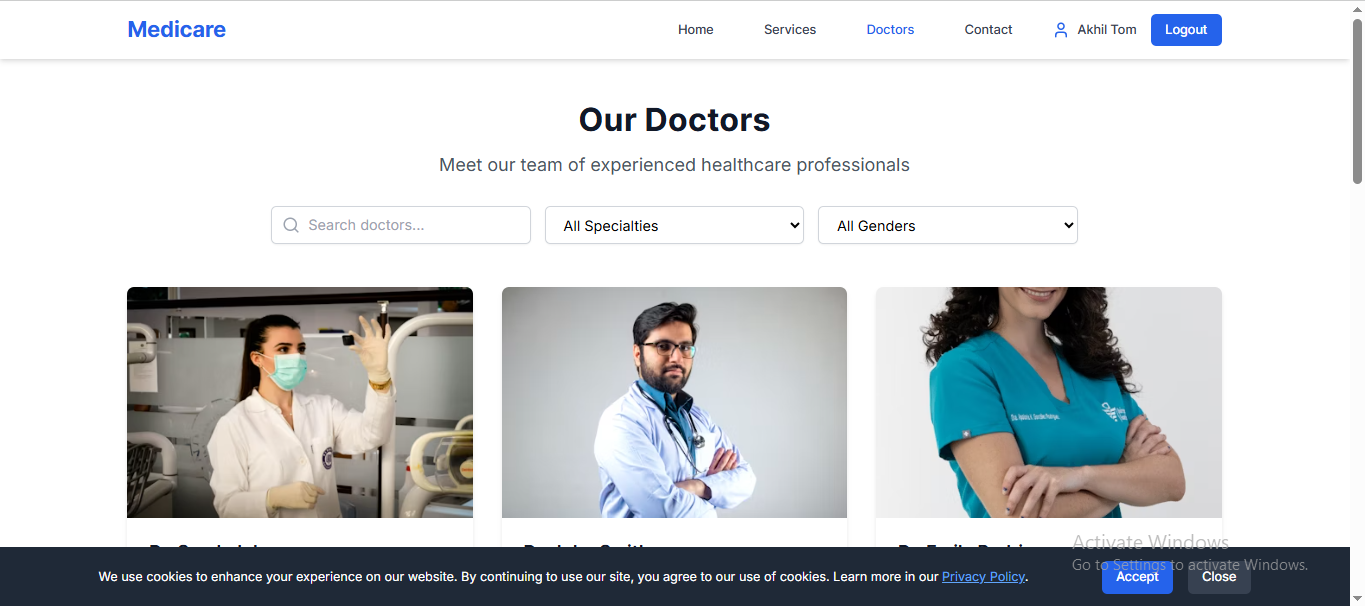 Medicare
Home
Services
Doctors
Contact
Akhil Tom
Logout
Our Doctors
Meet our team of experienced healthcare professionals
Search doctors...
All Specialties
All Genders
Activate Windows
Go to Settings to activate Windows.
We use cookies to enhance your experience on our website. By continuing to use our site, you agree to our use of cookies. Learn more in our Privacy Policy.
Accept
Close